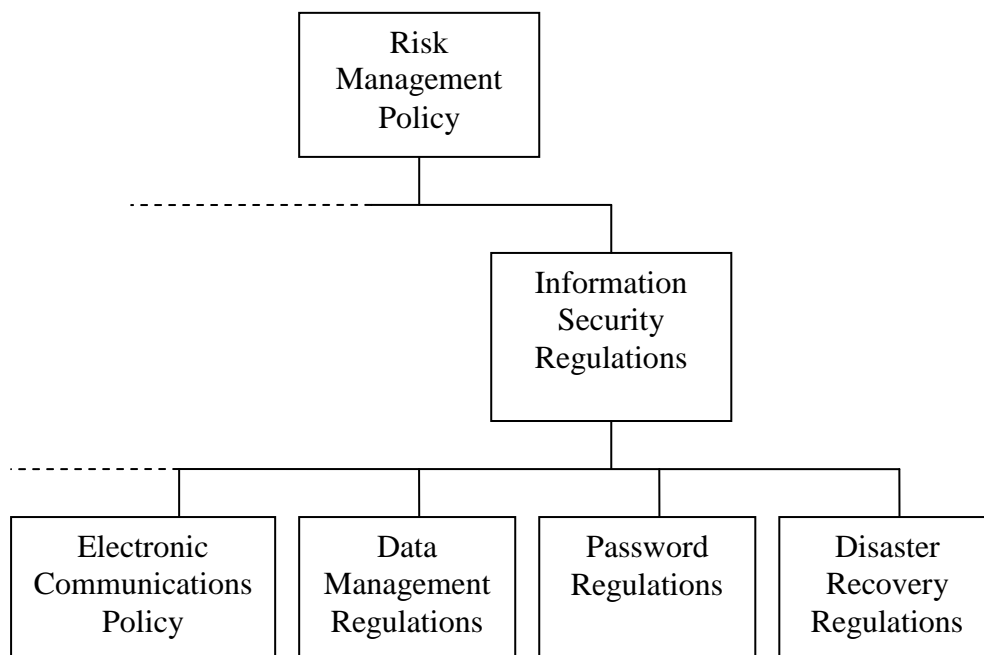 Risk
Management
Policy
Information
Security
Regulations
Electronic
Communications
Policy
Data
Management
Regulations
Password
Regulations
Disaster
Recovery
Regulations